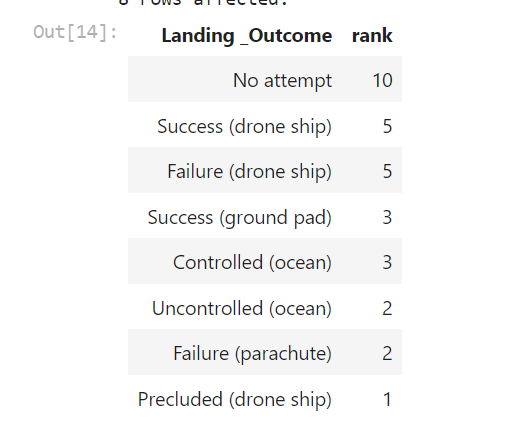 8 rows affected.
Out[14]:
Landing _Outcome rank
No attempt 10
Success (drone ship) 5
Failure (drone ship) 5
Success (ground pad) 3
Controlled (ocean) 3
Uncontrolled (ocean) 2
Failure (parachute) 2
Precluded (drone ship) 1